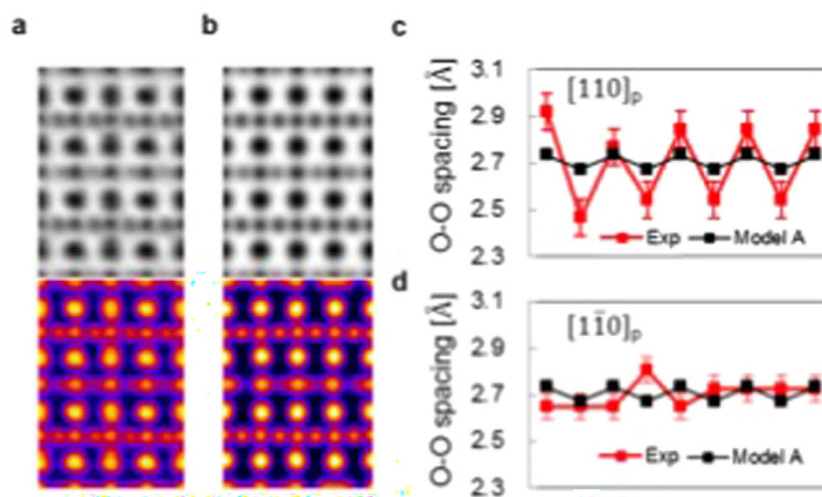 a
b
c
O-O spacing [Å]
3.1
2.9
2.7
2.5
2.3
[110]p
Exp
Model A
d
O-O spacing [Å]
3.1
2.9
2.7
2.5
2.3
[11̄0]p
Exp
Model A